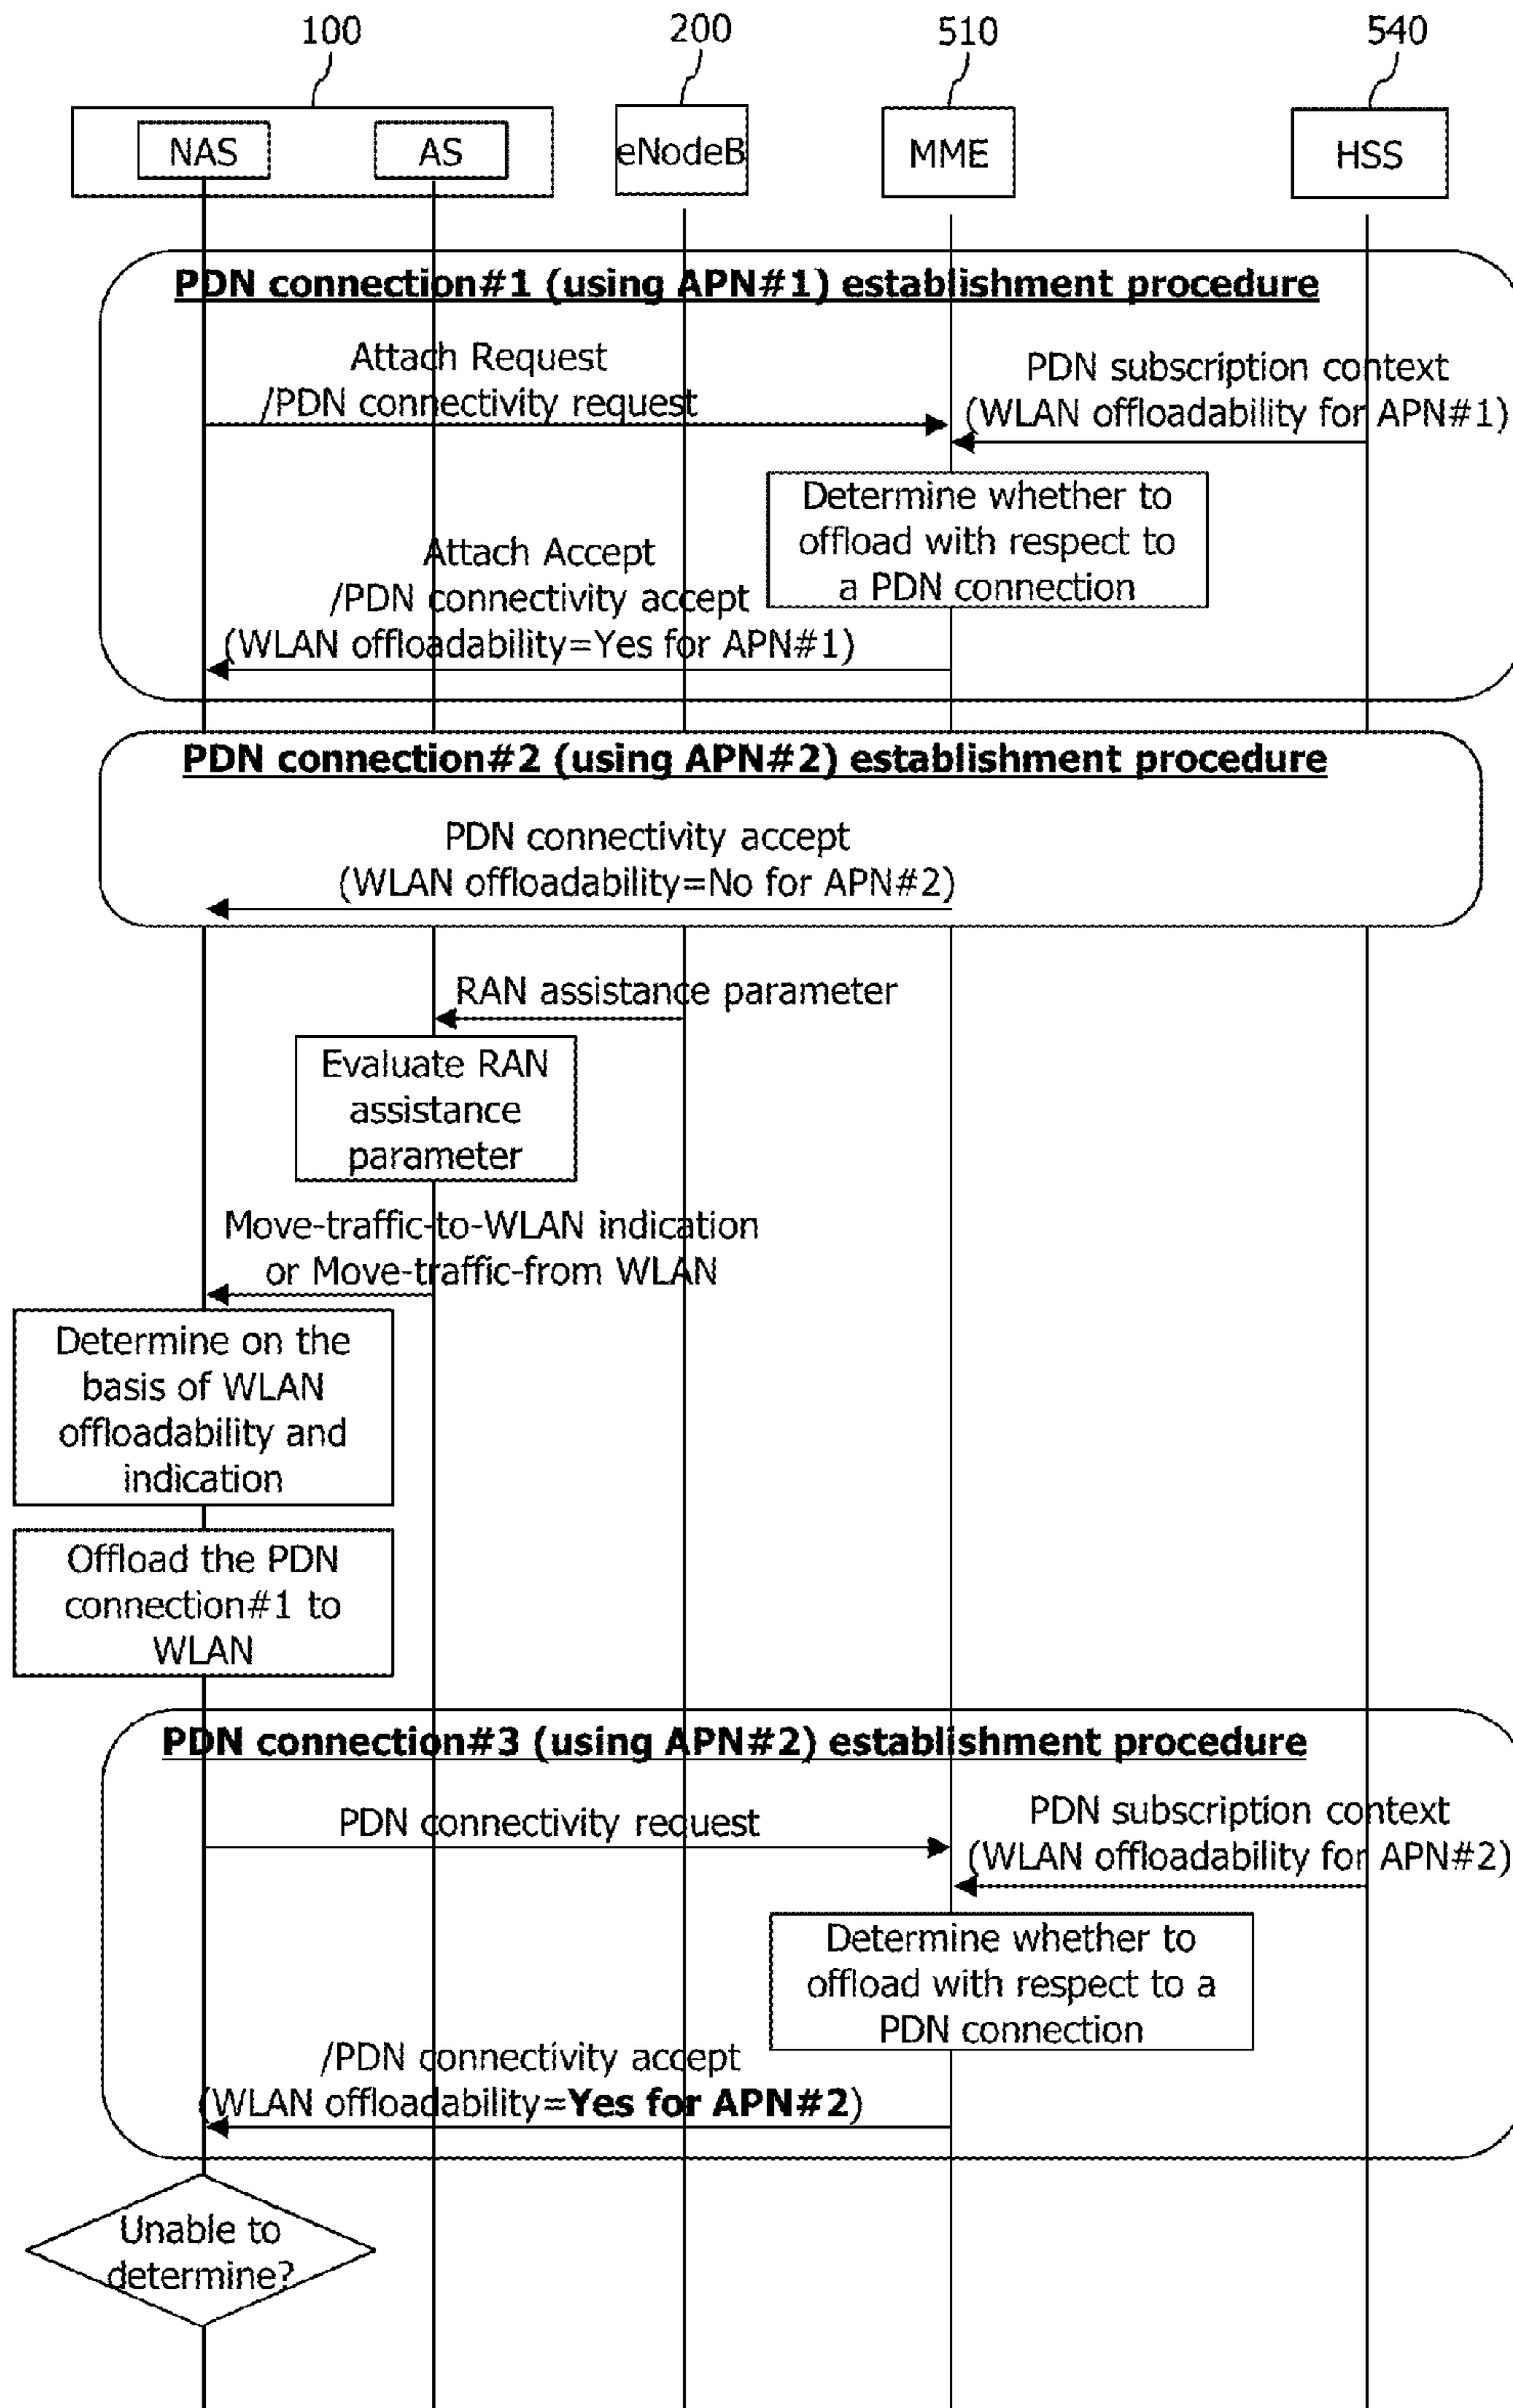 100
200
510
540
NAS
AS
eNodeB
MME
HSS
PDN connection#1 (using APN#1) establishment procedure
Attach Request
/PDN connectivity request
PDN subscription context
(WLAN offloadability for APN#1)
Determine whether to
offload with respect to
a PDN connection
Attach Accept
/PDN connectivity accept
(WLAN offloadability=Yes for APN#1)
PDN connection#2 (using APN#2) establishment procedure
PDN connectivity accept
(WLAN offloadability=No for APN#2)
RAN assistance parameter
Evaluate RAN
assistance
parameter
Move-traffic-to-WLAN indication
or Move-traffic-from WLAN
Determine on the
basis of WLAN
offloadability and
indication
Offload the PDN
connection#1 to
WLAN
PDN connection#3 (using APN#2) establishment procedure
PDN connectivity request
PDN subscription context
(WLAN offloadability for APN#2)
Determine whether to
offload with respect to a
PDN connection
/PDN connectivity accept
(WLAN offloadability=Yes for APN#2)
Unable to
determine?